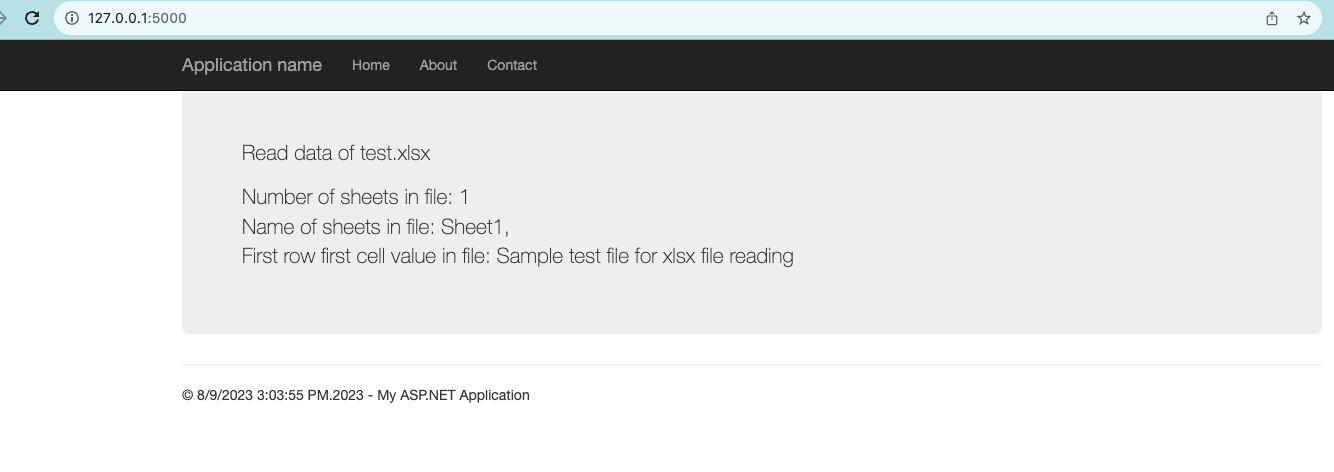 127.0.0.1:5000
Application name Home About Contact
Read data of test.xlsx
Number of sheets in file: 1
Name of sheets in file: Sheet1,
First row first cell value in file: Sample test file for xlsx file reading
© 8/9/2023 3:03:55 PM.2023 - My ASP.NET Application